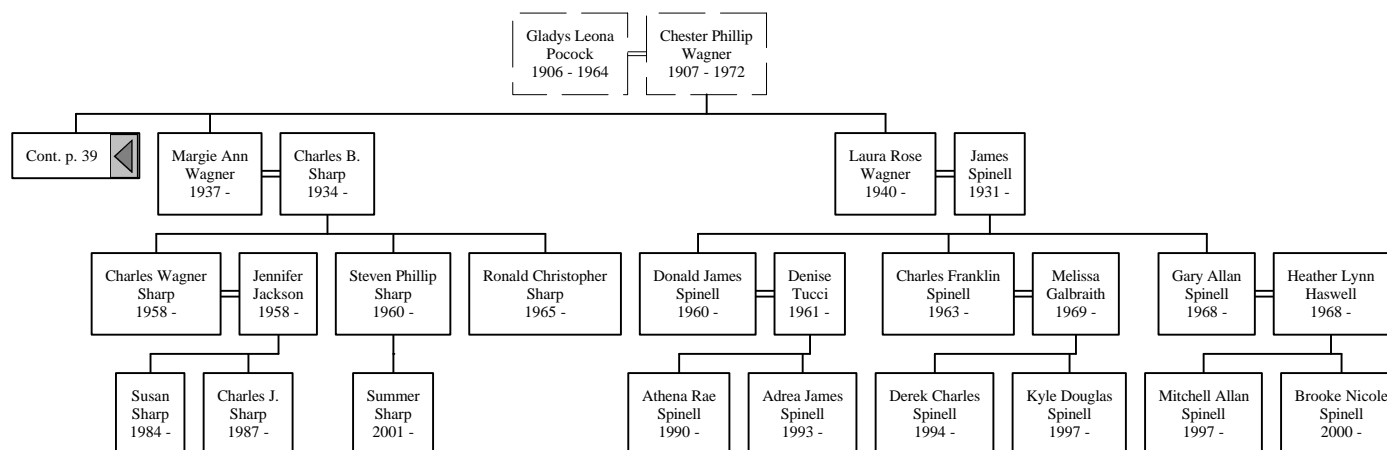 Gladys Leona
Pocock
1906 - 1964
Chester Phillip
Wagner
1907 - 1972
Cont. p. 39
Margie Ann
Wagner
1937 -
Charles B.
Sharp
1934 -
Laura Rose
Wagner
1940 -
James
Spinell
1931 -
Charles Wagner
Sharp
1958 -
Jennifer
Jackson
1958 -
Steven Phillip
Sharp
1960 -
Ronald Christopher
Sharp
1965 -
Donald James
Spinell
1960 -
Denise
Tucci
1961 -
Charles Franklin
Spinell
1963 -
Melissa
Galbraith
1969 -
Gary Allan
Spinell
1968 -
Heather Lynn
Haswell
1968 -
Susan
Sharp
1984 -
Charles J.
Sharp
1987 -
Summer
Sharp
2001 -
Athena Rae
Spinell
1990 -
Adrea James
Spinell
1993 -
Derek Charles
Spinell
1994 -
Kyle Douglas
Spinell
1997 -
Mitchell Allan
Spinell
1997 -
Brooke Nicole
Spinell
2000 -